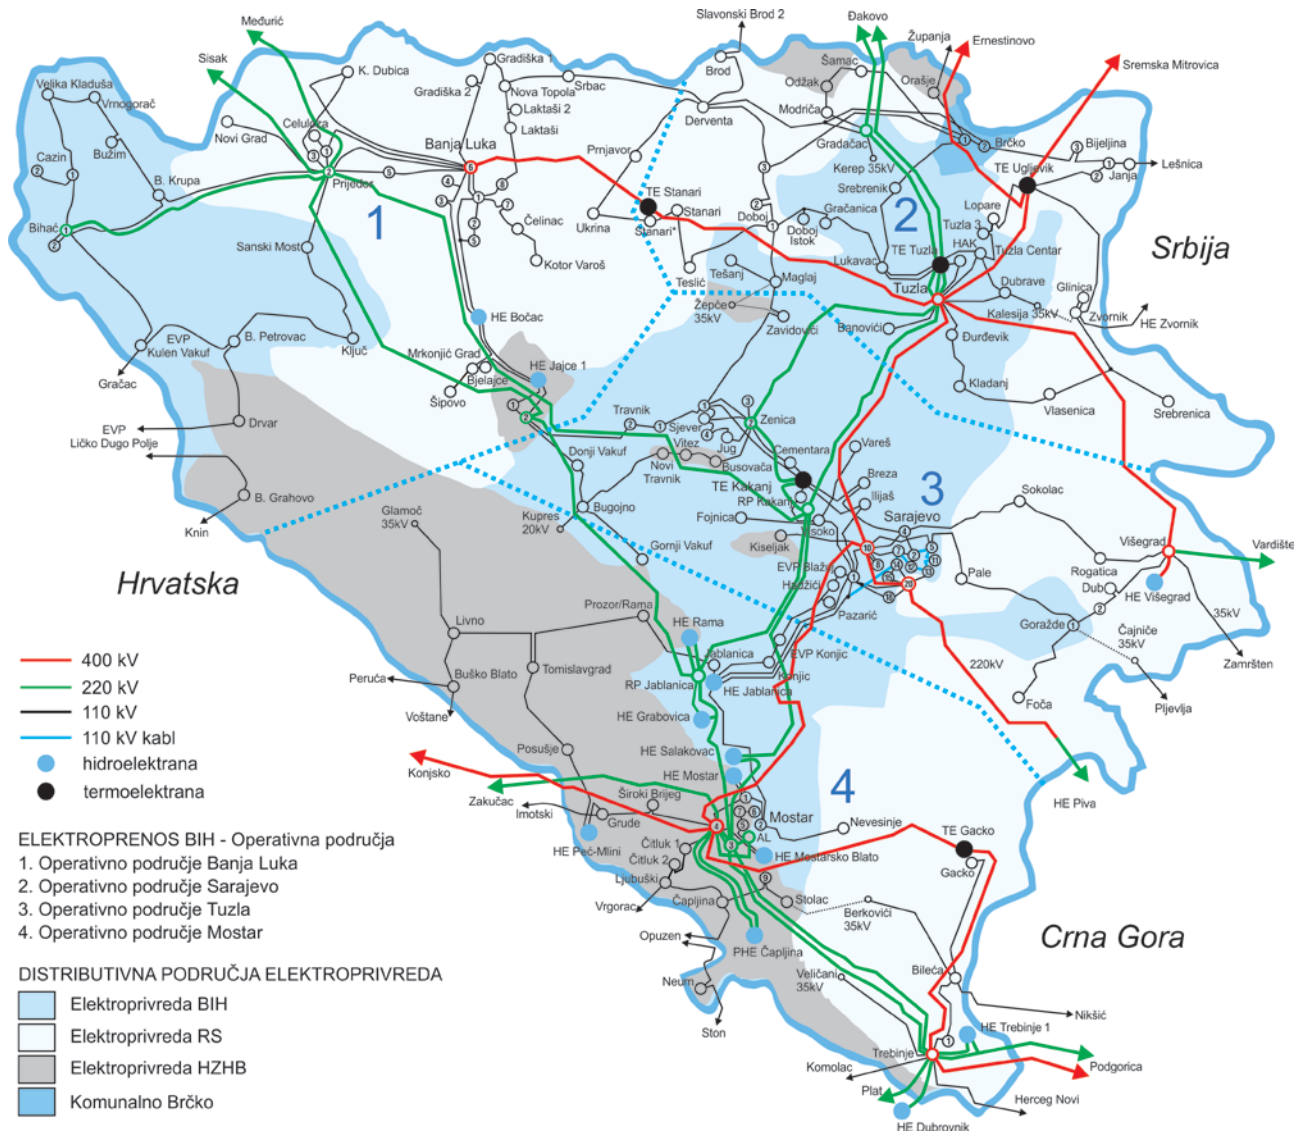 Slavonski Brod 2
Đakovo
Međurić
Županja
Ernestinovo
Sisak
Sremska Mitrovica
Gradiška 1
Šamac
K. Dubica
Brod
Velika Kladuša
Gradiška 2
Nova Topola
Srbac
Odžak
Orašje
Vrnogorač
Laktaši 2
Modriča
Novi Grad
Celuloza
Laktaši
Derventa
Banja Luka
Gradačac
Brčko
Bijeljina
Bužim
Prnjavor
Kerep 35kV
TE Ugljevik
Lešnica
Cazin
Janja
Prijedor
Srebrenik
B. Krupa
TE Stanari
Lopare
1
2
Stanari
Gračanica
Bihać
Čelinac
Ukrina
Stanari*
Doboj
Doboj
Istok
Tuzla 3
HAK
Sanski Most
TE Tuzla
Tuzla Centar
Srbija
Kotor Varoš
Lukavac
Tešanj
Teslić
Maglaj
Tuzla
Dubrave
Glinica
Žepče
35kV
Kalesija 35kV
Zvornik
HE Bočac
Zavidovići
Banovići
HE Zvornik
EVP
Kulen Vakuf
B. Petrovac
Ključ
Đurđevik
Mrkonjić Grad
HE Jajce 1
Gračac
Bjelajce
Kladanj
Šipovo
Vlasenica
Srebrenica
Travnik
Zenica
Drvar
Sjever
EVP
Ličko Dugo Polje
Vitez
Jug
Vareš
Donji Vakuf
Novi
Travnik
Busovača
Cementara
Breza
TE Kakanj
3
B. Grahovo
RP Kakanj
Ilijaš
Sokolac
Glamoč
35kV
Bugojno
Sarajevo
Knin
Kupres
20kV
Fojnica
Visoko
Višegrad
Kiseljak
Vardište
Gornji Vakuf
EVP Blažuj
Rogatica
Hrvatska
Hadžići
Pale
Dub
HE Višegrad
Prozor/Rama
Pazarić
Livno
HE Rama
Goražde
35kV
Čajniče
35kV
Jablanica
EVP Konjic
400 kV
Zamršten
220kV
Tomislavgrad
Konjic
Buško Blato
RP Jablanica
220 kV
Peruća
HE Jablanica
Foča
Pljevlja
110 kV
Voštane
HE Grabovica
110 kV kabl
Posušje
HE Salakovac
hidroelektrana
Konjsko
HE Mostar
termoelektrana
4
HE Piva
Zakučac
Široki Brijeg
Imotski
Mostar
Grude
Nevesinje
TE Gacko
ELEKTROPRENOS BIH - Operativna područja
AL
Čitluk 1
HE Peć-Mlini
HE Mostarsko Blato
1. Operativno područje Banja Luka
Čitluk 2
Gacko
2. Operativno područje Sarajevo
Ljubuški
3. Operativno područje Tuzla
Čapljina
Stolac
Vrgorac
Berkovići
35kV
4. Operativno područje Mostar
Opuzen
Crna Gora
PHE Čapljina
DISTRIBUTIVNA PODRUČJA ELEKTROPRIVREDA
Bileća
Veličani
35kV
Neum
Elektroprivreda BIH
Nikšić
Ston
HE Trebinje 1
Elektroprivreda RS
Trebinje
Komolac
Podgorica
Elektroprivreda HZHB
Plat
Herceg Novi
Komunalno Brčko
HE Dubrovnik